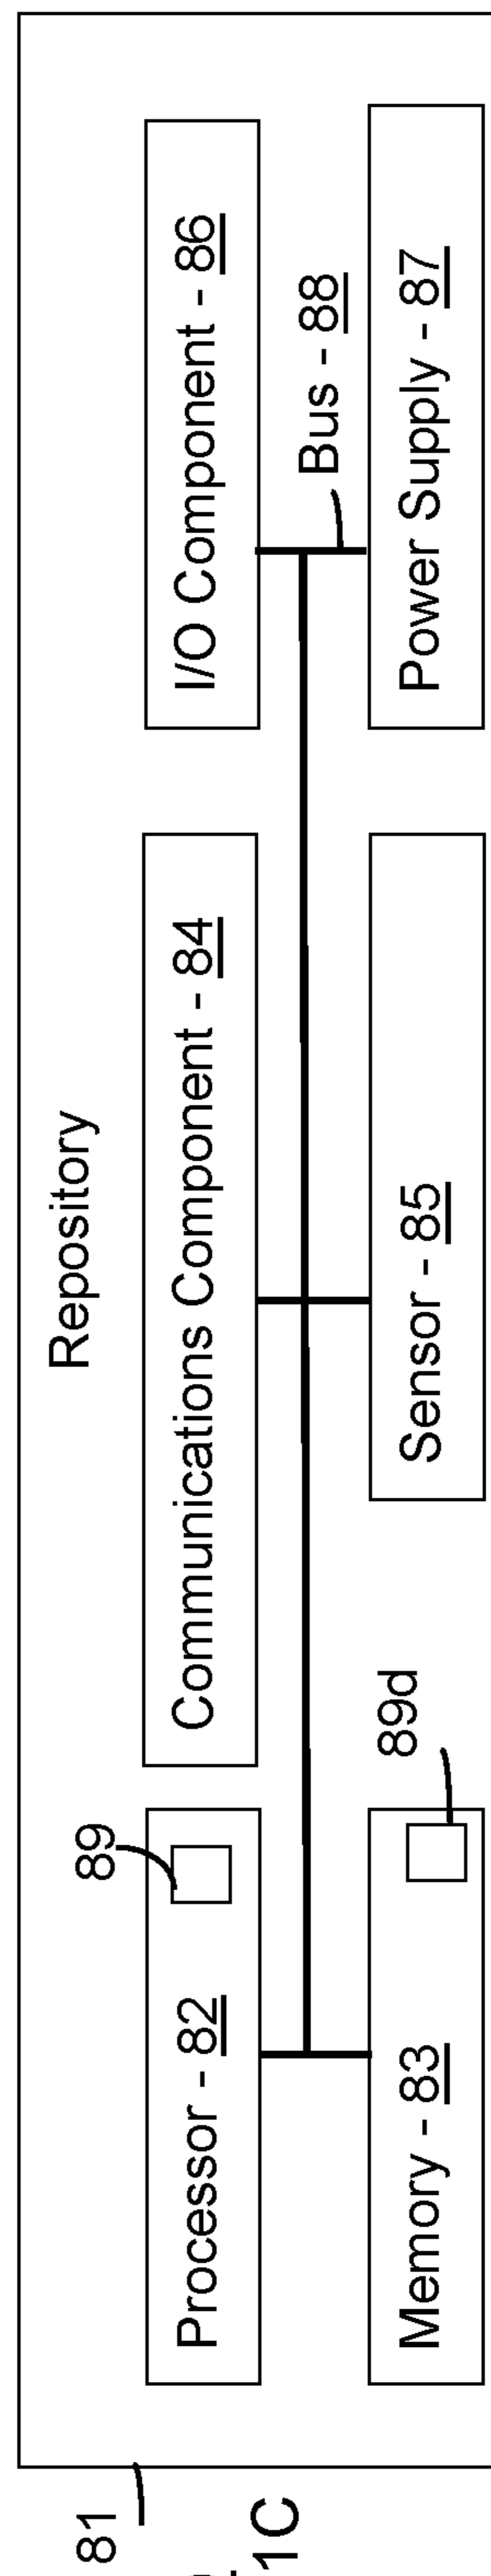 Repository
81
89
Processor - 82
Communications Component - 84
I/O Component - 86
Bus - 88
89d
Memory - 83
Sensor - 85
Power Supply - 87
1C